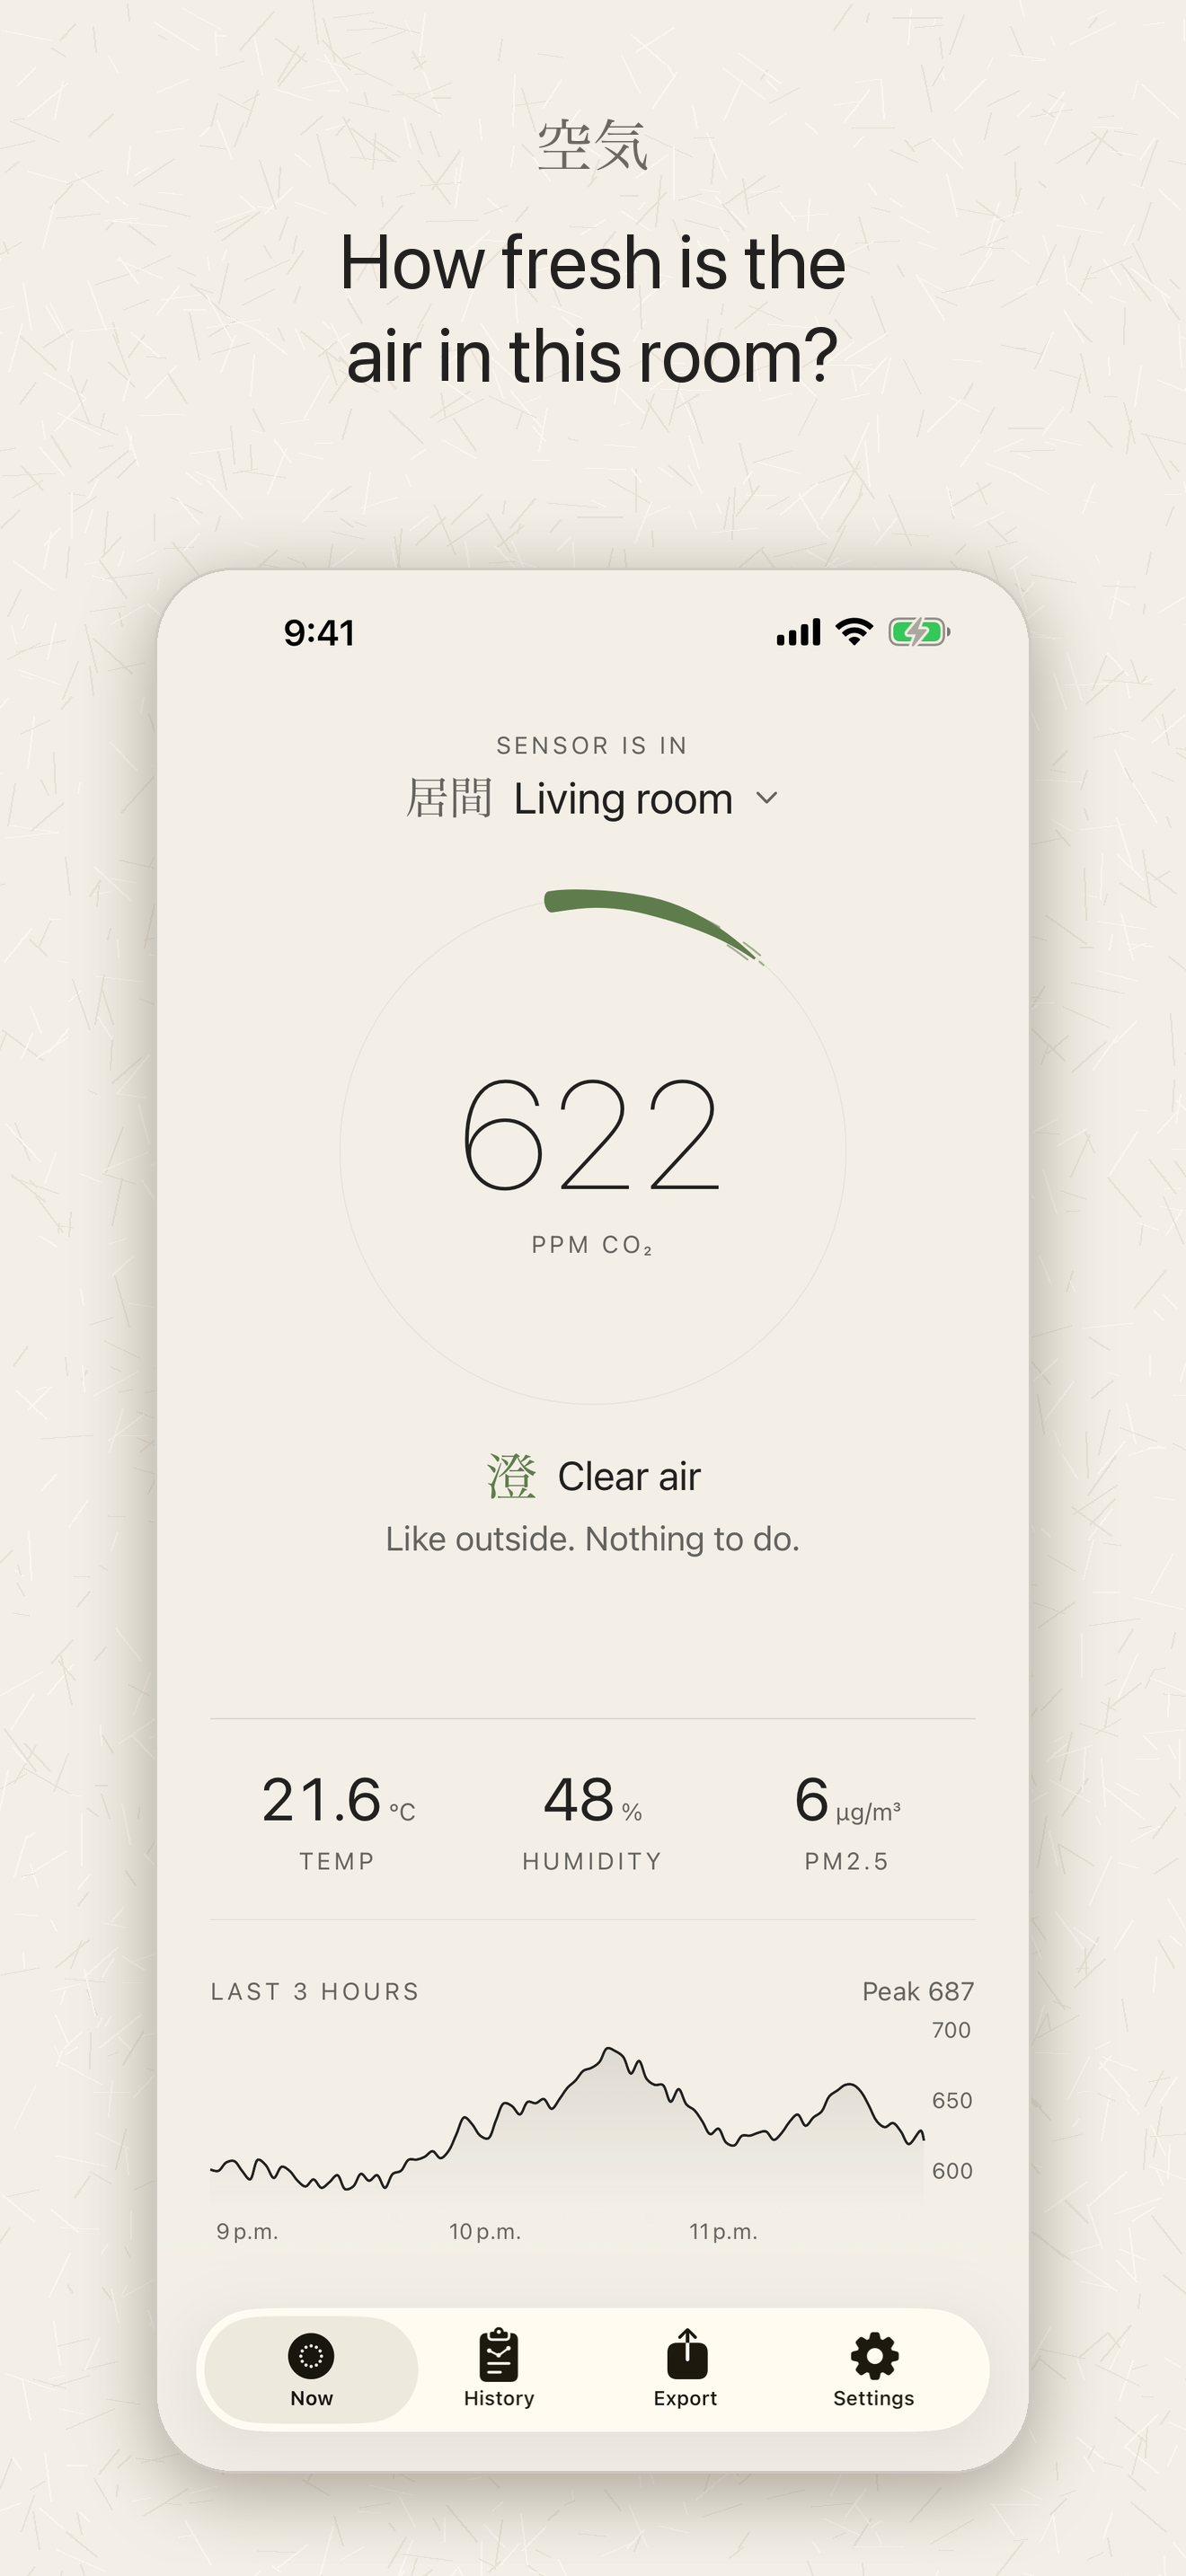 空気
How fresh is the
air in this room?
9:41
SENSOR IS IN
居間 Living room
622
PPM CO₂
澄 Clear air
Like outside. Nothing to do.
21.6 °C 48 % 6 µg/m³
TEMP HUMIDITY PM2.5
LAST 3 HOURS Peak 687
700
650
600
9 p.m. 10 p.m. 11 p.m.
Now History Export Settings